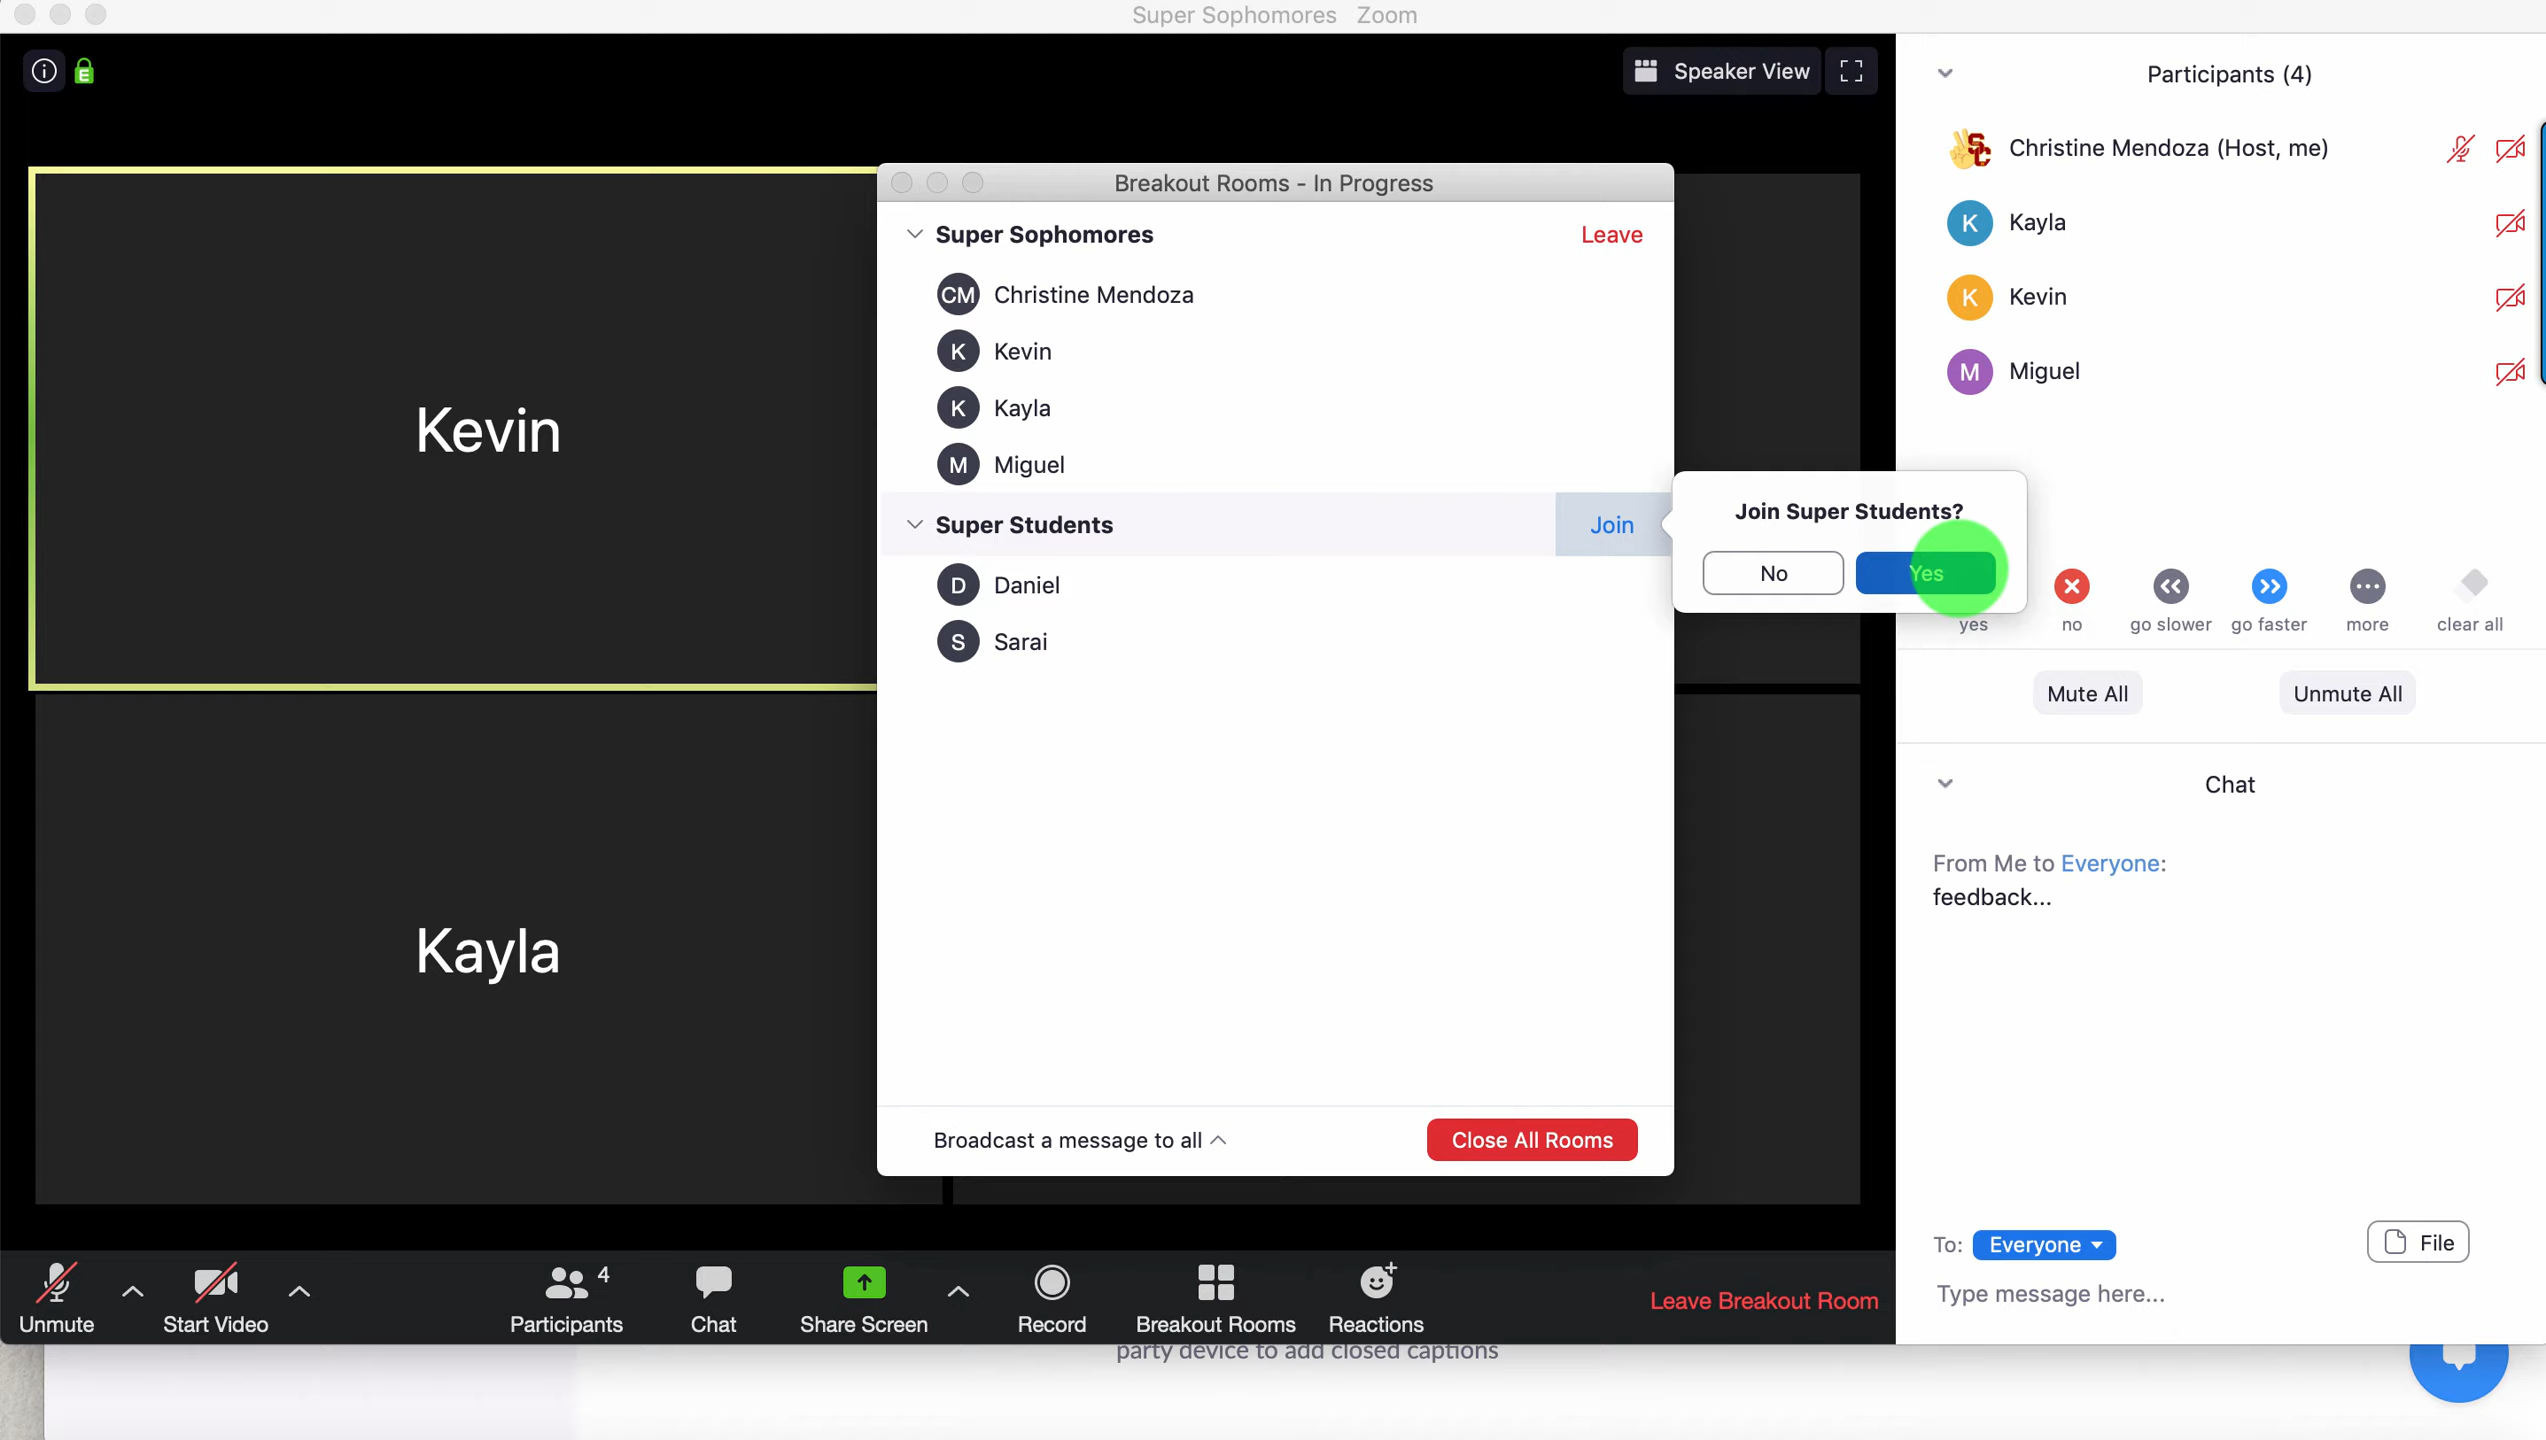 Super Sophomores   Zoom
Speaker View
Kevin
Kayla
Breakout Rooms - In Progress
Super Sophomores
Leave
CM Christine Mendoza
K Kevin
K Kayla
M Miguel
Super Students
Join
D Daniel
S Sarai
Broadcast a message to all
Close All Rooms
Join Super Students?
No
Yes
Participants (4)
SC Christine Mendoza (Host, me)
K Kayla
K Kevin
M Miguel
yes
no
go slower
go faster
more
clear all
Mute All
Unmute All
Chat
From Me to Everyone:
feedback...
To: Everyone
File
Type message here...
Unmute
Start Video
4
Participants
Chat
Share Screen
Record
Breakout Rooms
Reactions
Leave Breakout Room
party device to add closed captions